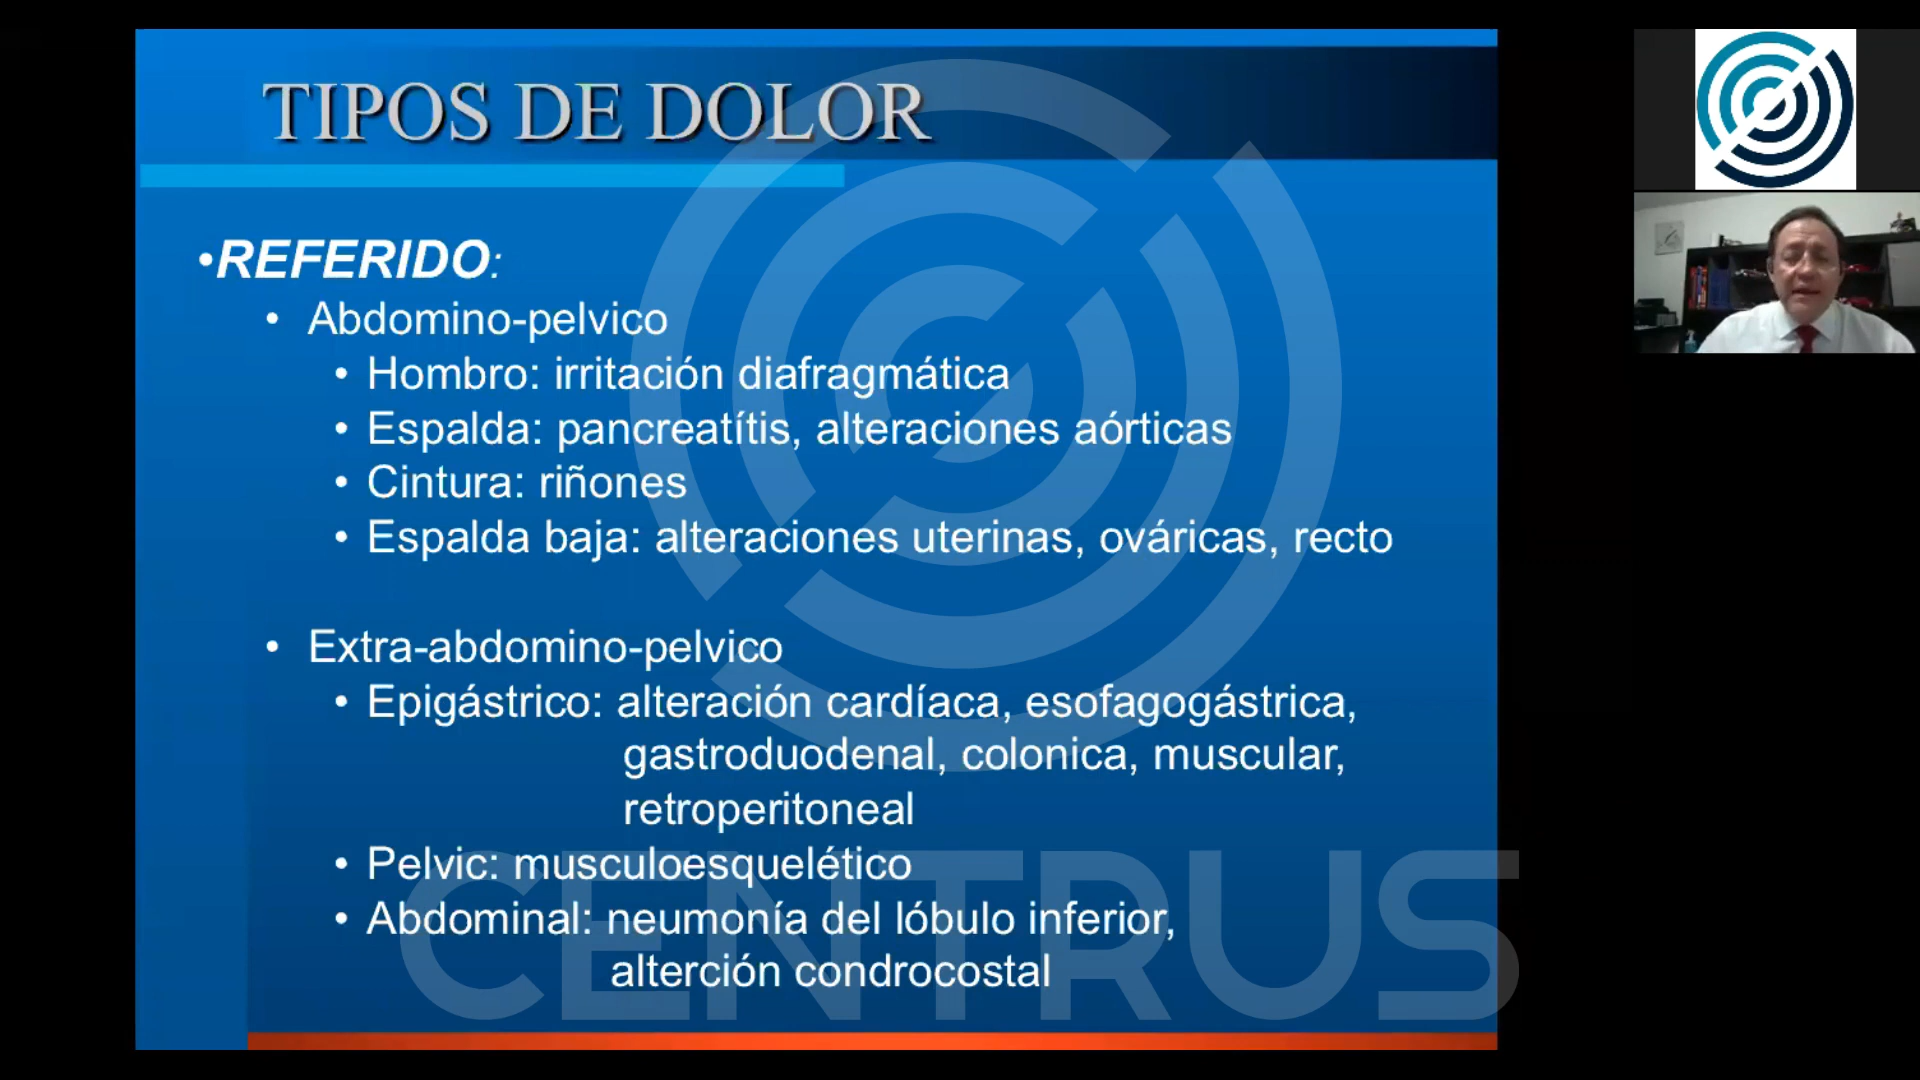 TIPOS DE DOLOR
•REFERIDO:
• Abdomino-pelvico
• Hombro: irritación diafragmática
• Espalda: pancreatítis, alteraciones aórticas
• Cintura: riñones
• Espalda baja: alteraciones uterinas, ováricas, recto
• Extra-abdomino-pelvico
• Epigástrico: alteración cardíaca, esofagogástrica,
gastroduodenal, colonica, muscular,
retroperitoneal
• Pelvic: musculoesquelético
• Abdominal: neumonía del lóbulo inferior,
alterción condrocostal
CENTRUS